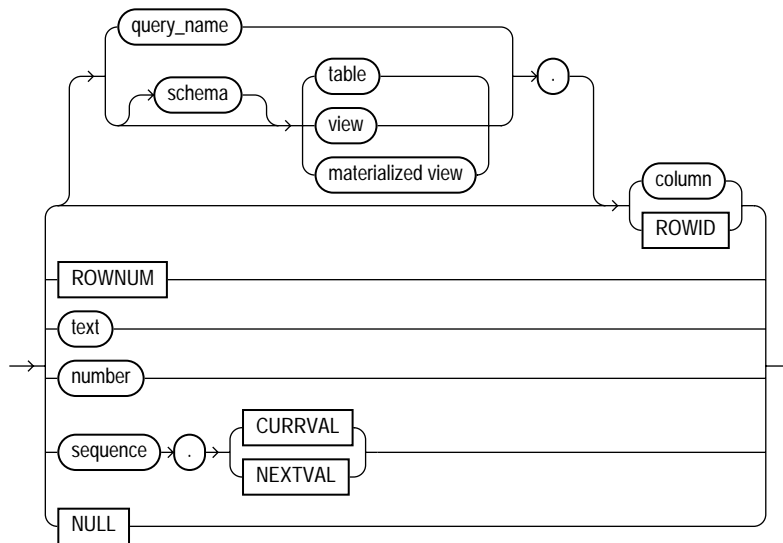 query_name
schema
table
.
view
materialized view
column
ROWID
ROWNUM
text
number
sequence . CURRVAL
NEXTVAL
NULL